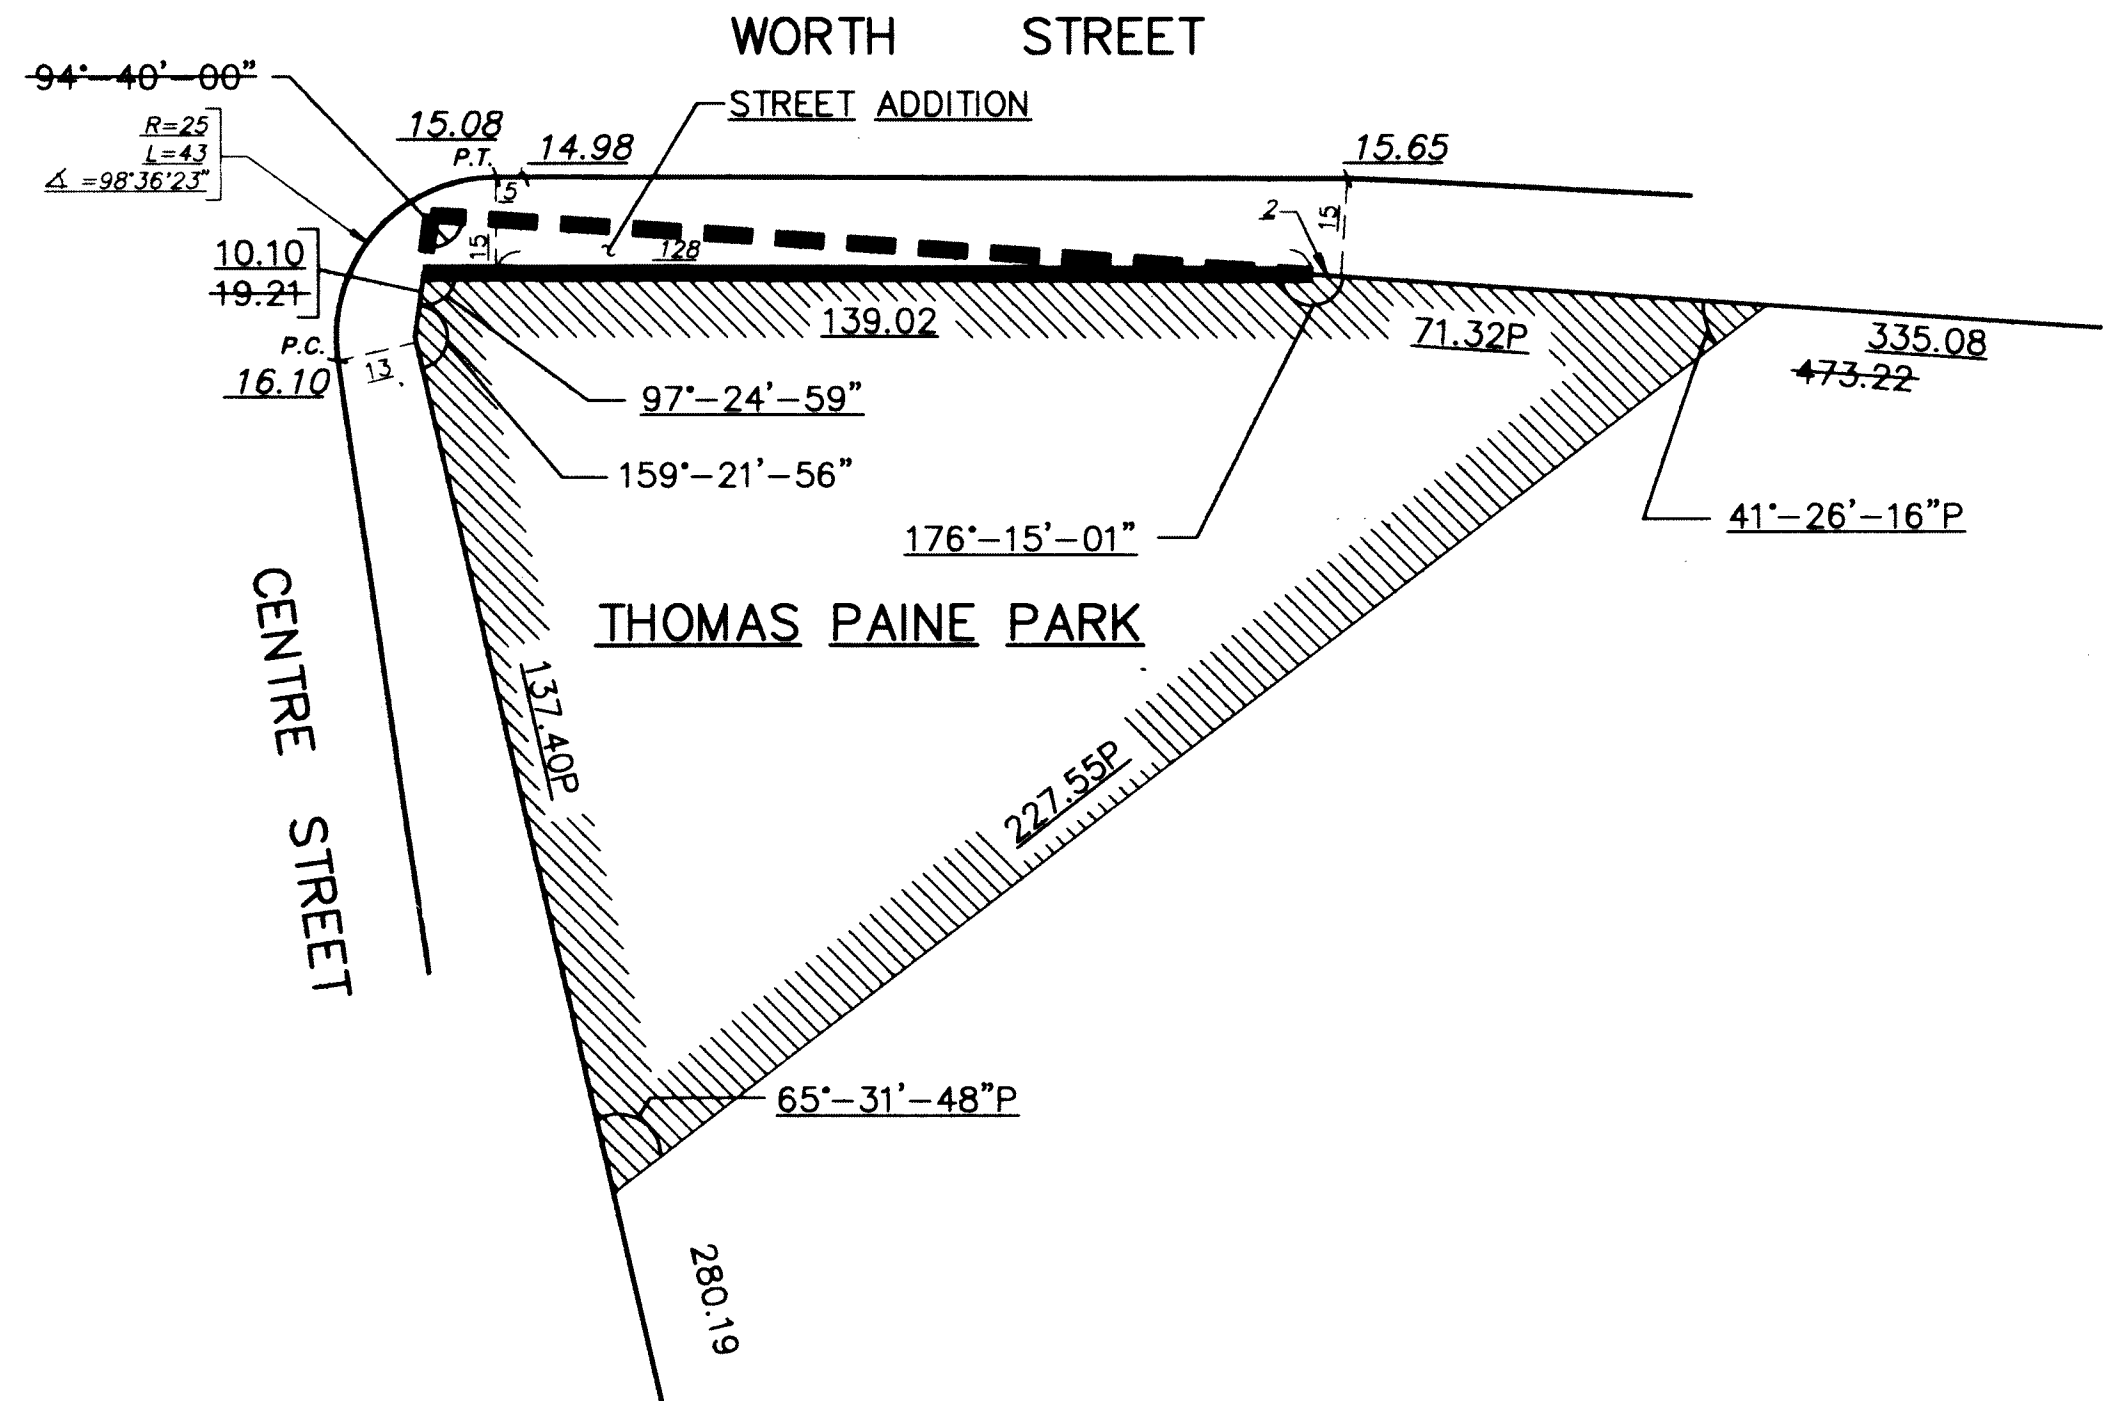 WORTH STREET
94°-40'-00"
R=25
L=43
∡ =98°36'23"
15.08
P.T.
14.98
STREET ADDITION
15.65
5
15
128
2
15
10.10
19.21
P.C.
16.10
13
139.02
71.32P
335.08
473.22
97°-24'-59"
159°-21'-56"
176°-15'-01"
41°-26'-16"P
THOMAS PAINE PARK
CENTRE STREET
137.40P
227.55P
65°-31'-48"P
280.19